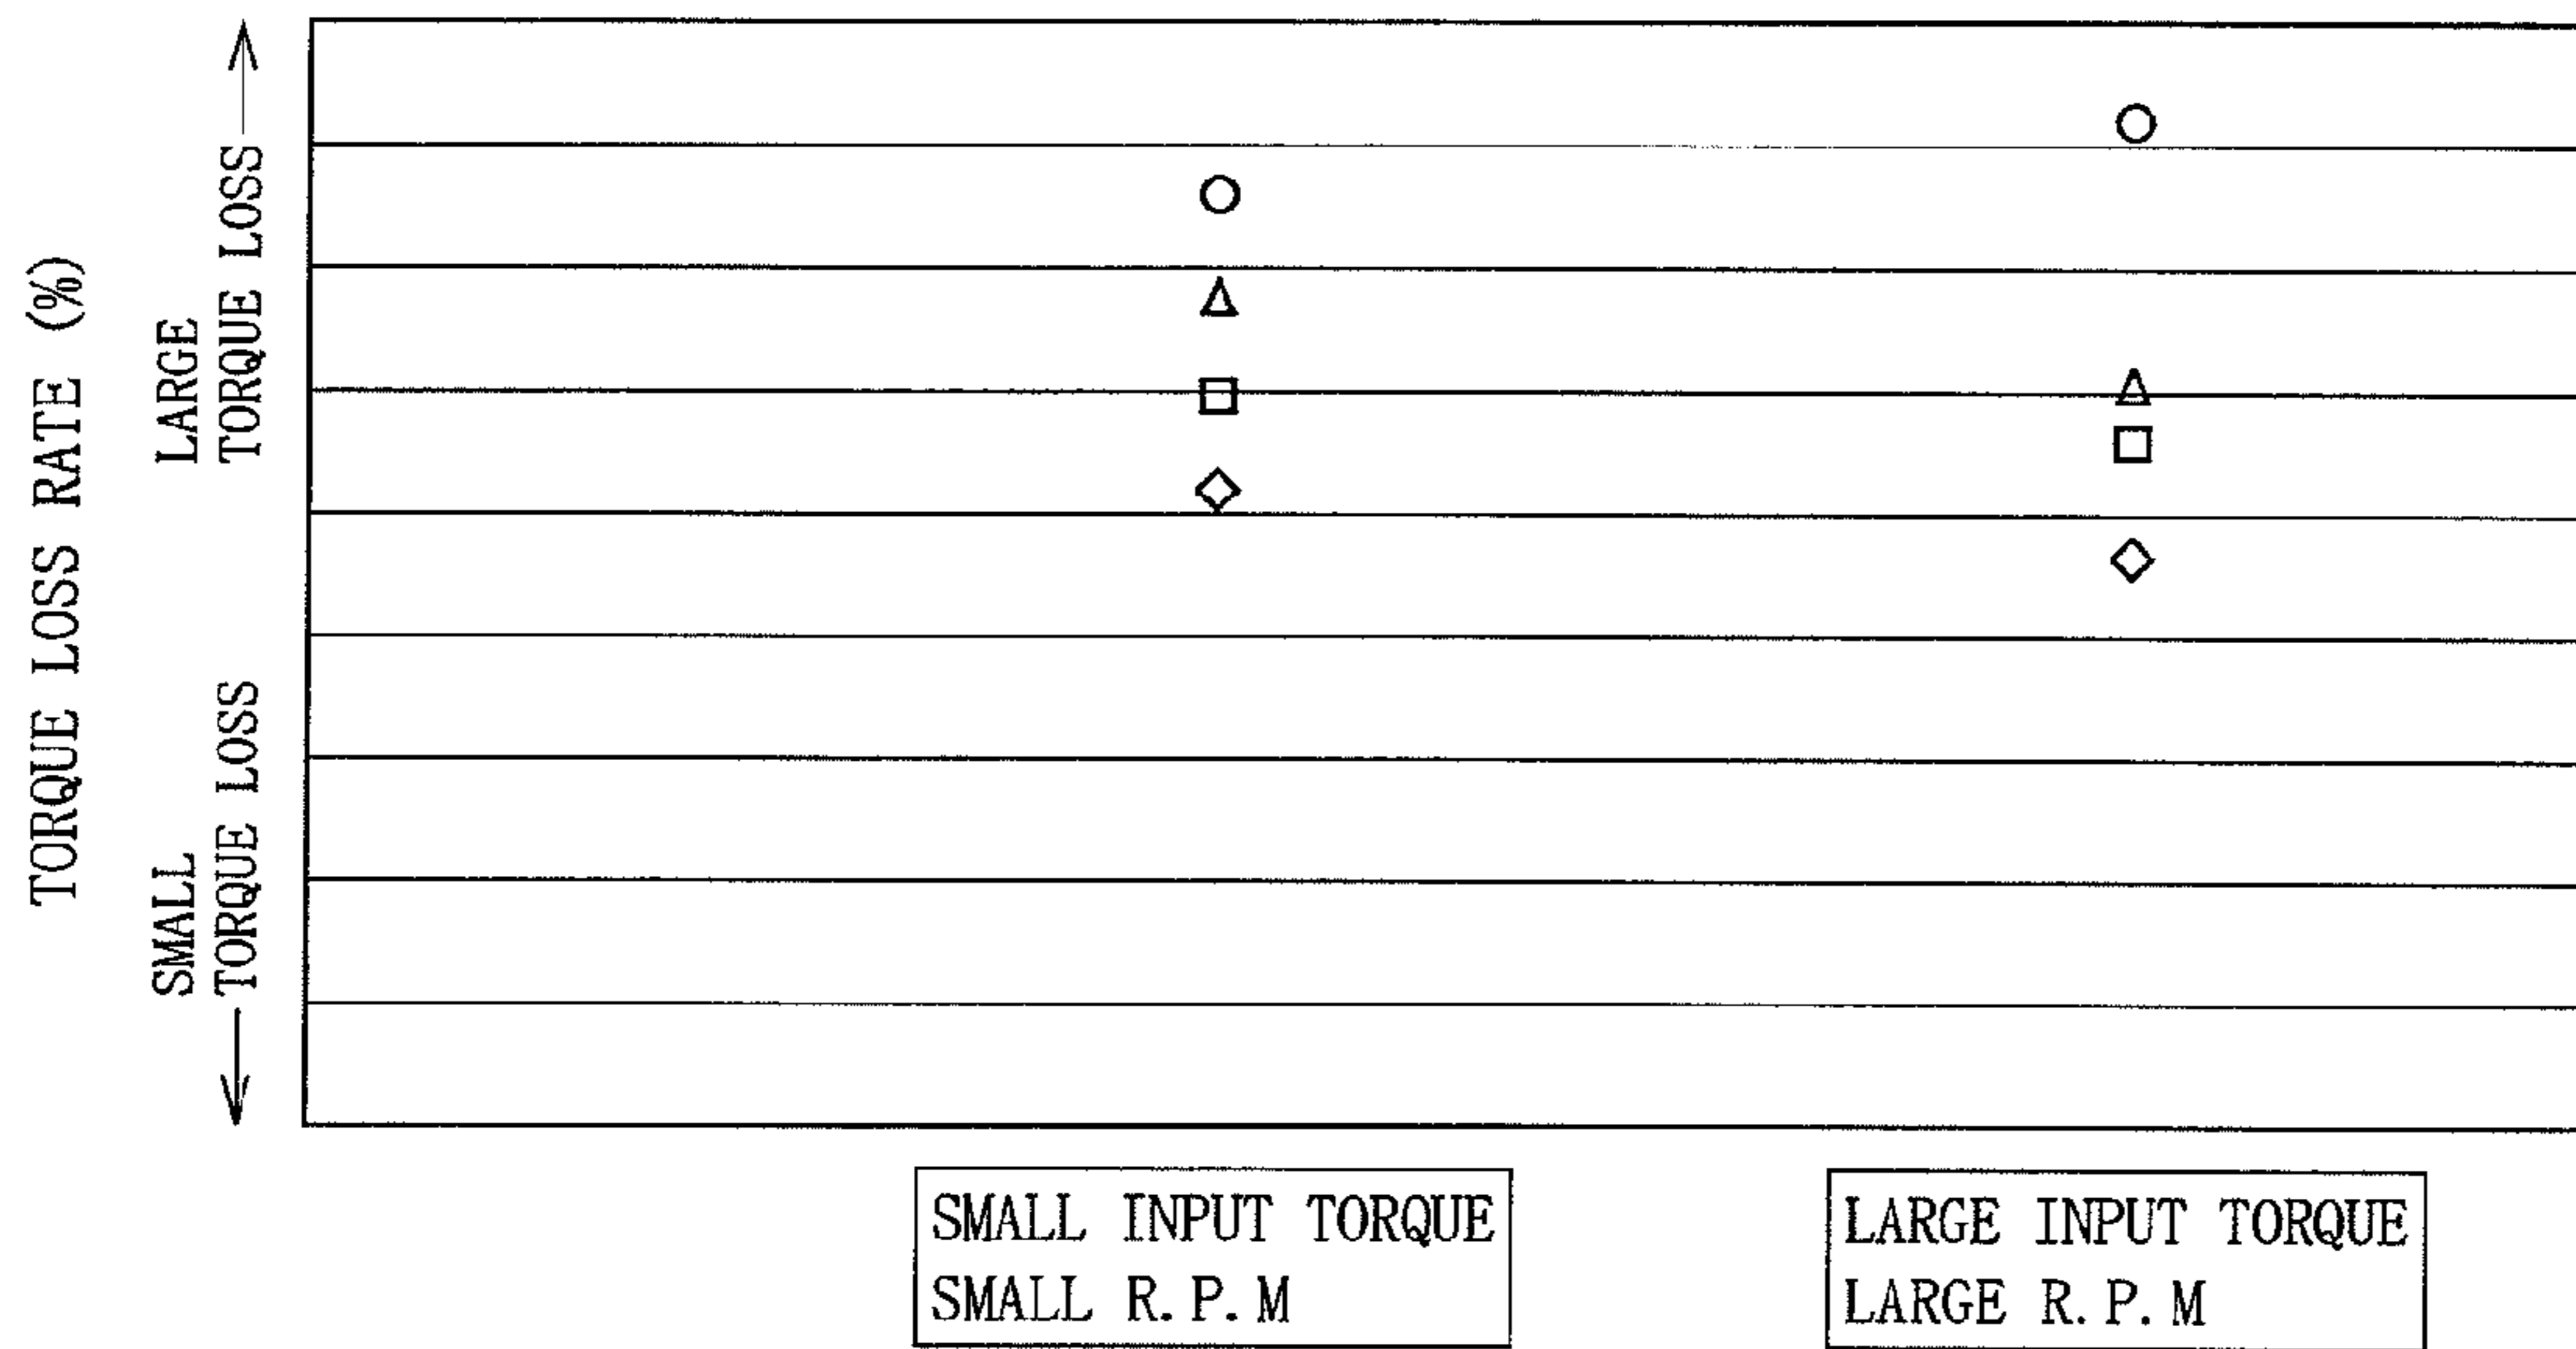 TORQUE LOSS RATE (%)
LARGE
TORQUE LOSS
SMALL
TORQUE LOSS
SMALL INPUT TORQUE
SMALL R.P.M
LARGE INPUT TORQUE
LARGE R.P.M